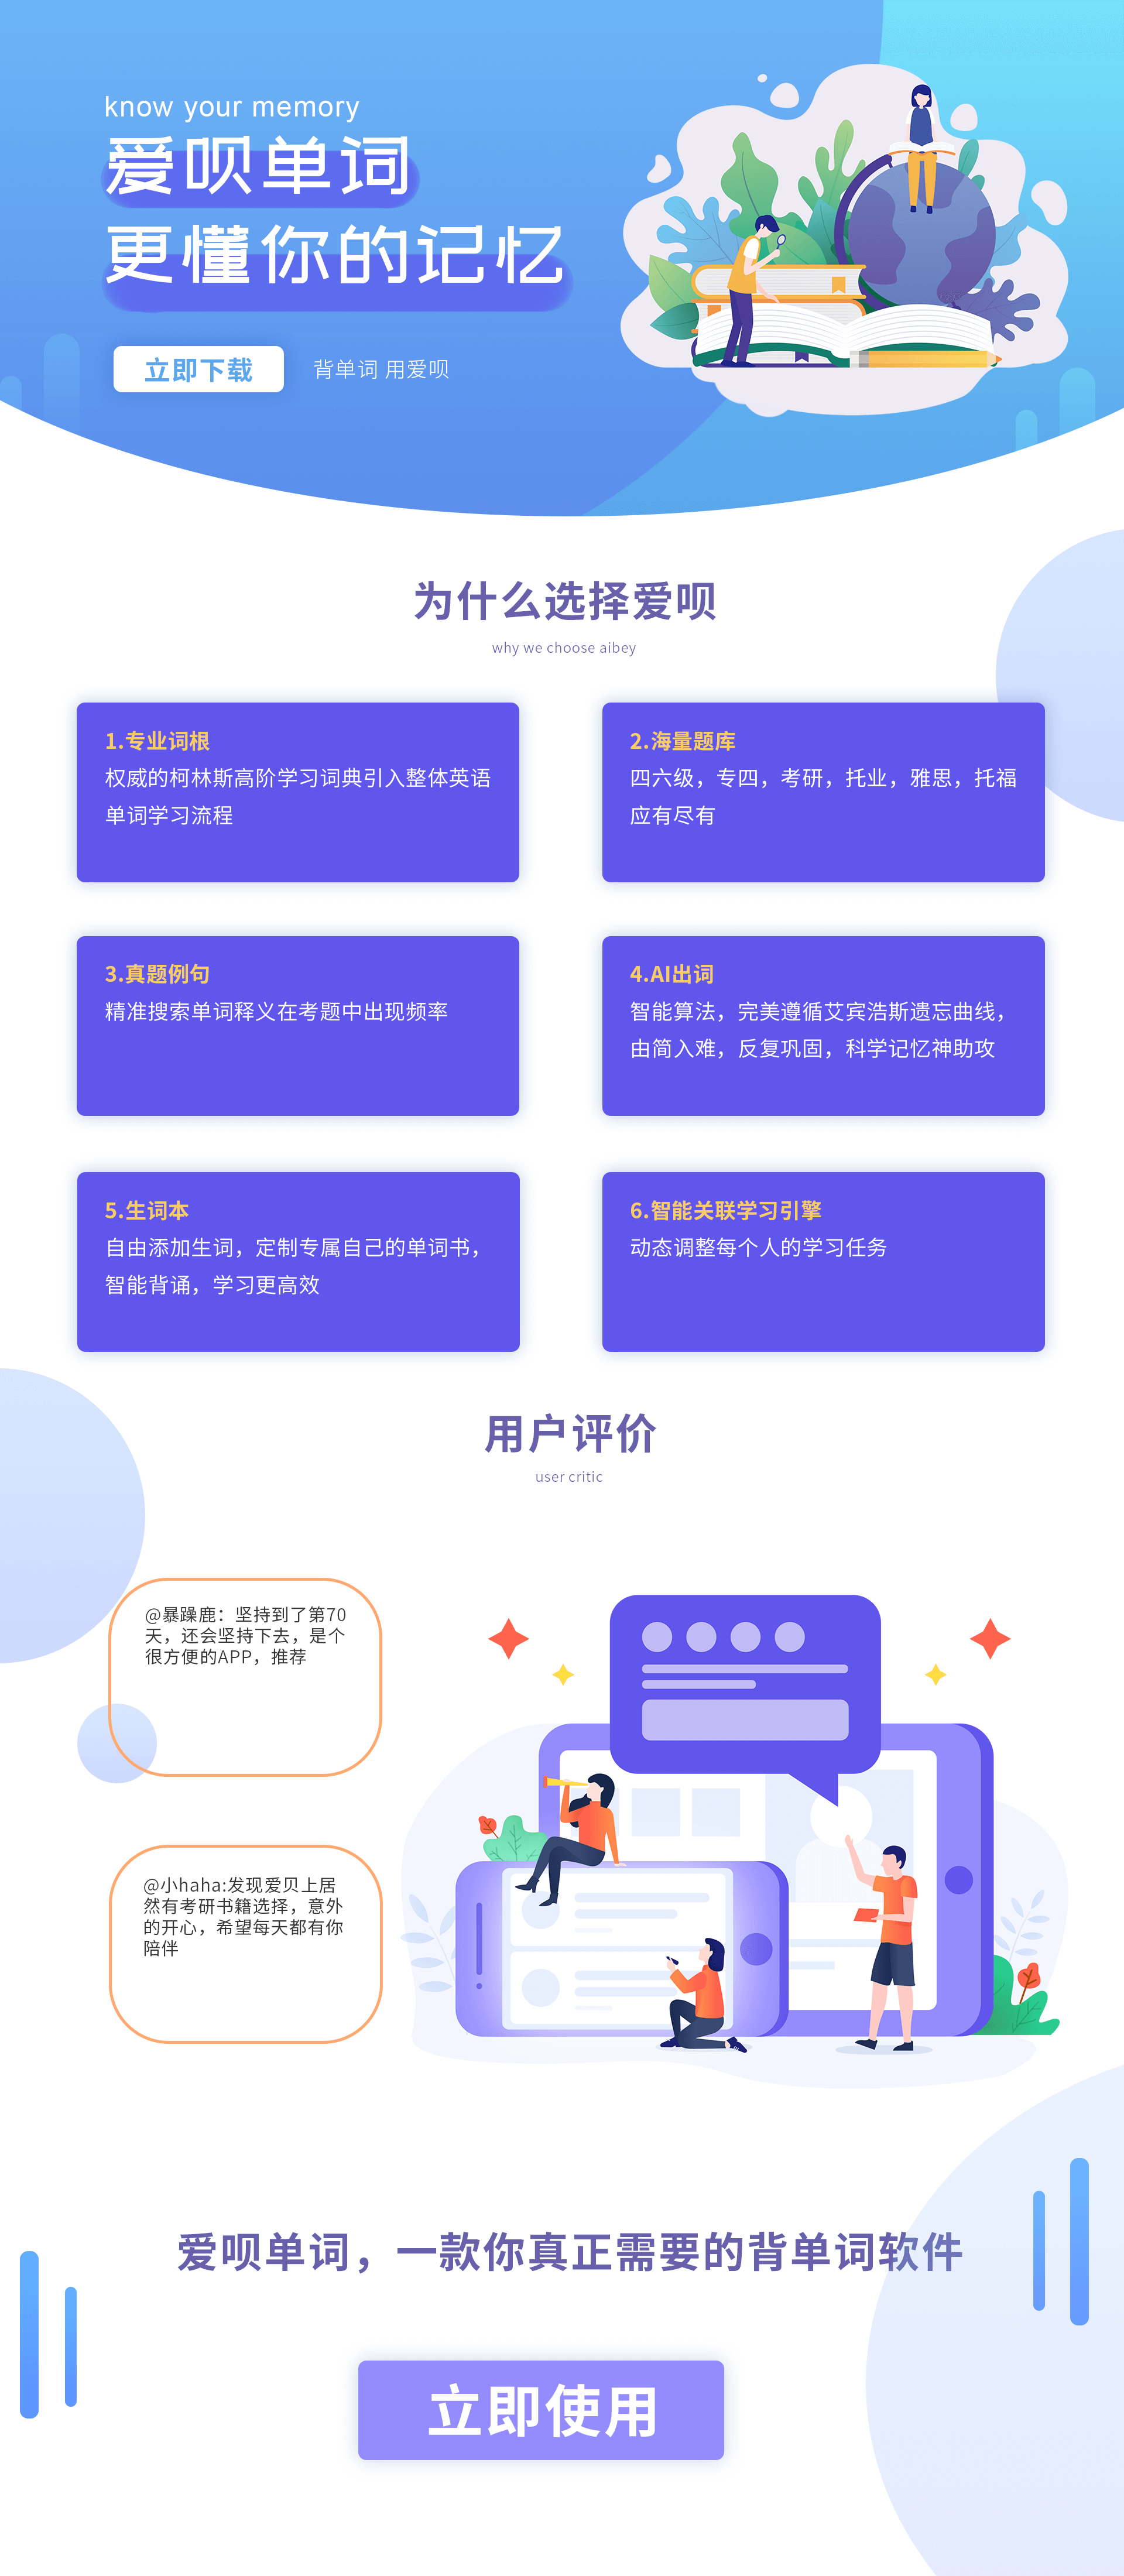 know your memory
爱呗单词
更懂你的记忆
立即下载
背单词 用爱呗
为什么选择爱呗
why we choose aibey
1.专业词根
权威的柯林斯高阶学习词典引入整体英语
单词学习流程
2.海量题库
四六级，专四，考研，托业，雅思，托福
应有尽有
3.真题例句
精准搜索单词释义在考题中出现频率
4.AI出词
智能算法，完美遵循艾宾浩斯遗忘曲线，
由简入难，反复巩固，科学记忆神助攻
5.生词本
自由添加生词，定制专属自己的单词书，
智能背诵，学习更高效
6.智能关联学习引擎
动态调整每个人的学习任务
用户评价
user critic
@暴躁鹿：坚持到了第70
天，还会坚持下去，是个
很方便的APP，推荐
@小haha:发现爱贝上居
然有考研书籍选择，意外
的开心，希望每天都有你
陪伴
爱呗单词，一款你真正需要的背单词软件
立即使用